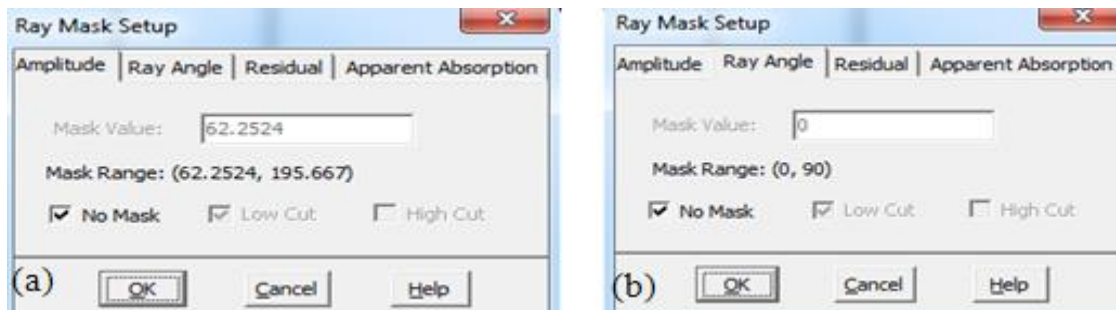 Ray Mask Setup
Amplitude Ray Angle Residual Apparent Absorption
Mask Value: 62.2524
Mask Range: (62.2524, 195.667)
No Mask Low Cut High Cut
(a) OK Cancel Help
Ray Mask Setup
Amplitude Ray Angle Residual Apparent Absorption
Mask Value: 0
Mask Range: (0, 90)
No Mask Low Cut High Cut
(b) OK Cancel Help